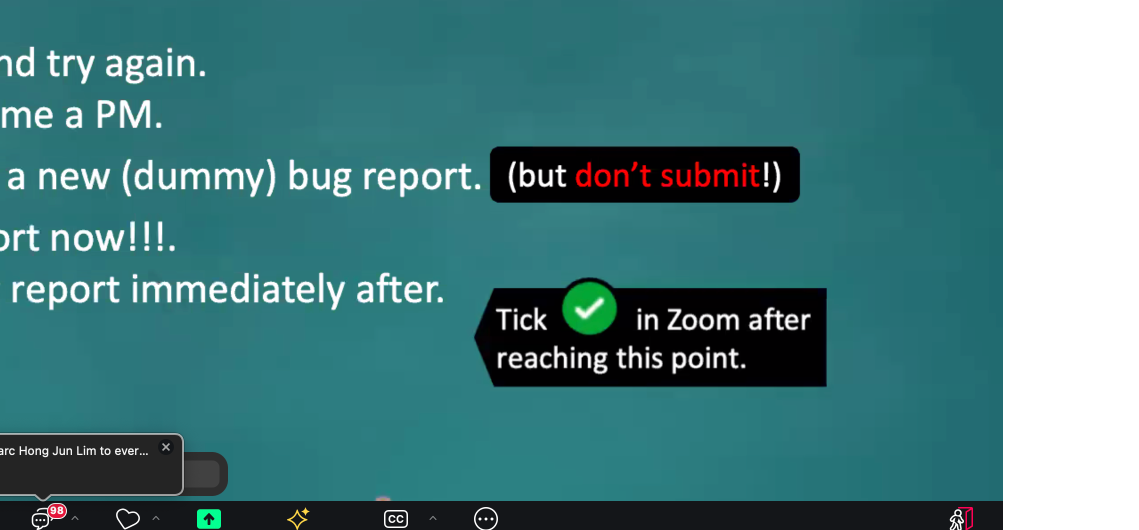 nd try again.
me a PM.
a new (dummy) bug report. (but don't submit!)
ort now!!!.
report immediately after.
Tick in Zoom after
reaching this point.
arc Hong Jun Lim to ever...
98
CC